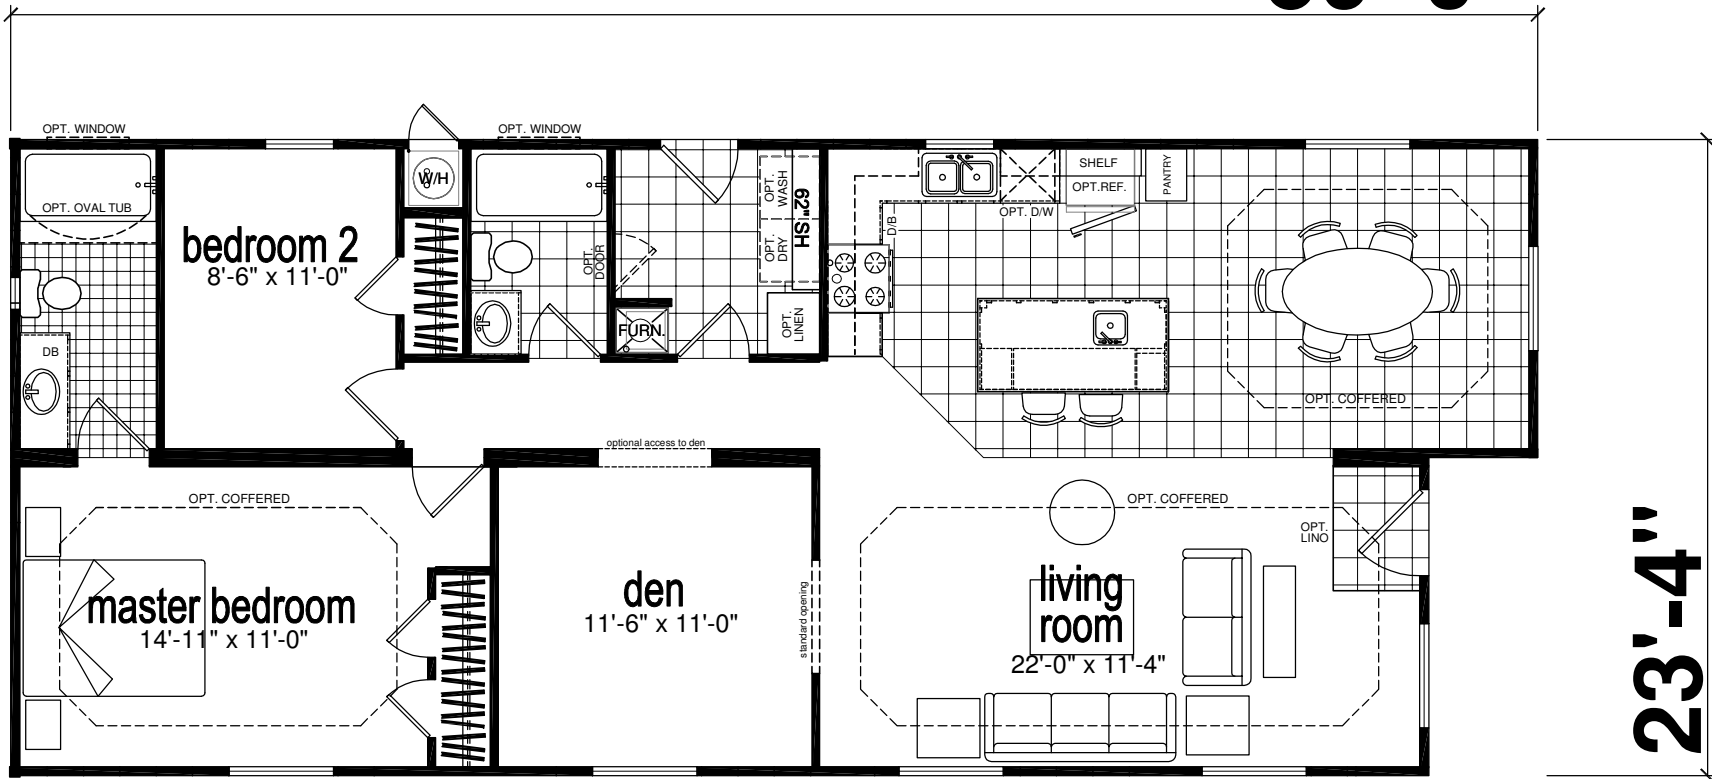 OPT. WINDOW
OPT. WINDOW
OPT. OVAL TUB
bedroom 2
8'-6" x 11'-0"
W/H
OPT.
DOOR
OPT.
WASH
OPT.
DRY
62" SH
OPT.
LINEN
FURN.
DB
D/B
OPT. D/W
SHELF
OPT.REF.
PANTRY
OPT. COFFERED
optional access to den
OPT. COFFERED
master bedroom
14'-11" x 11'-0"
den
11'-6" x 11'-0"
standard opening
OPT. COFFERED
living
room
22'-0" x 11'-4"
OPT.
LINO
23'-4"